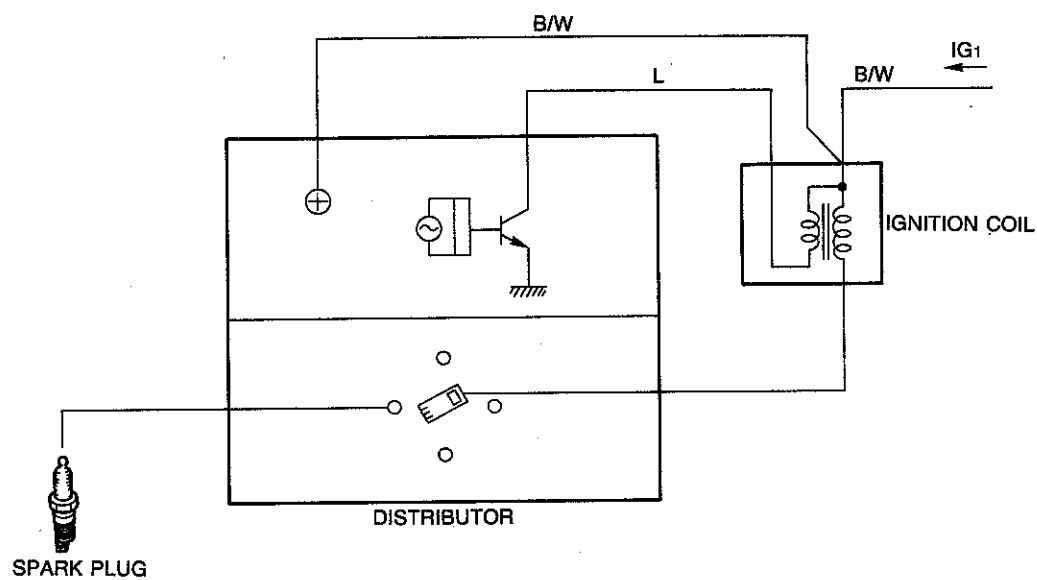 B/W
IG1
L
B/W
IGNITION COIL
DISTRIBUTOR
SPARK PLUG